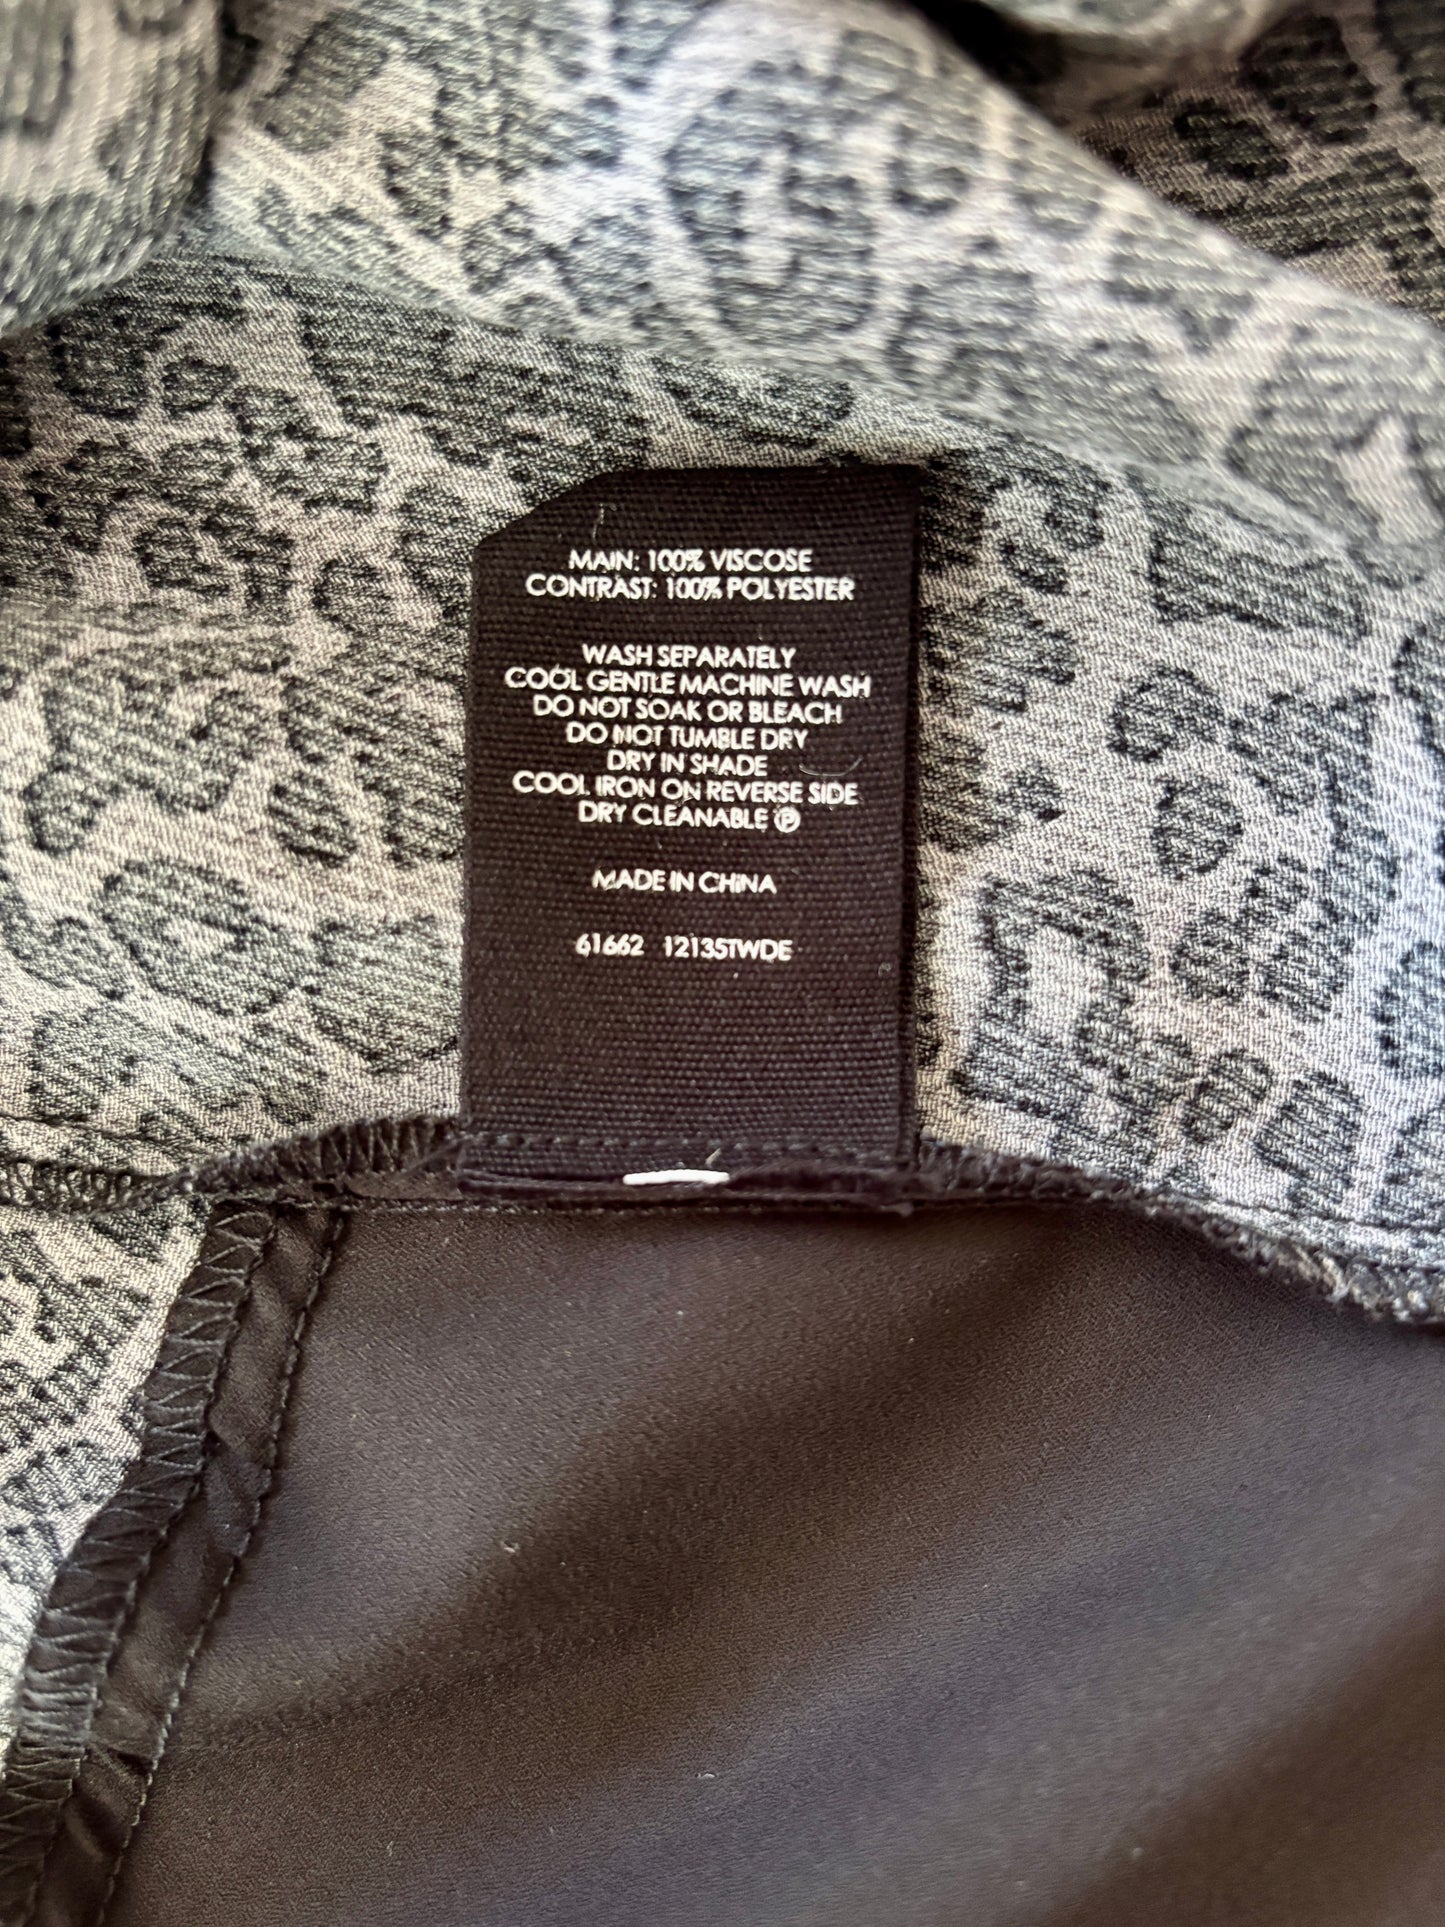 MAIN: 100% VISCOSE
CONTRAST: 100% POLYESTER
WASH SEPARATELY
COOL GENTLE MACHINE WASH
DO NOT SOAK OR BLEACH
DO NOT TUMBLE DRY
DRY IN SHADE
COOL IRON ON REVERSE SIDE
DRY CLEANABLE Ⓟ
MADE IN CHINA
61662 12135TWDE